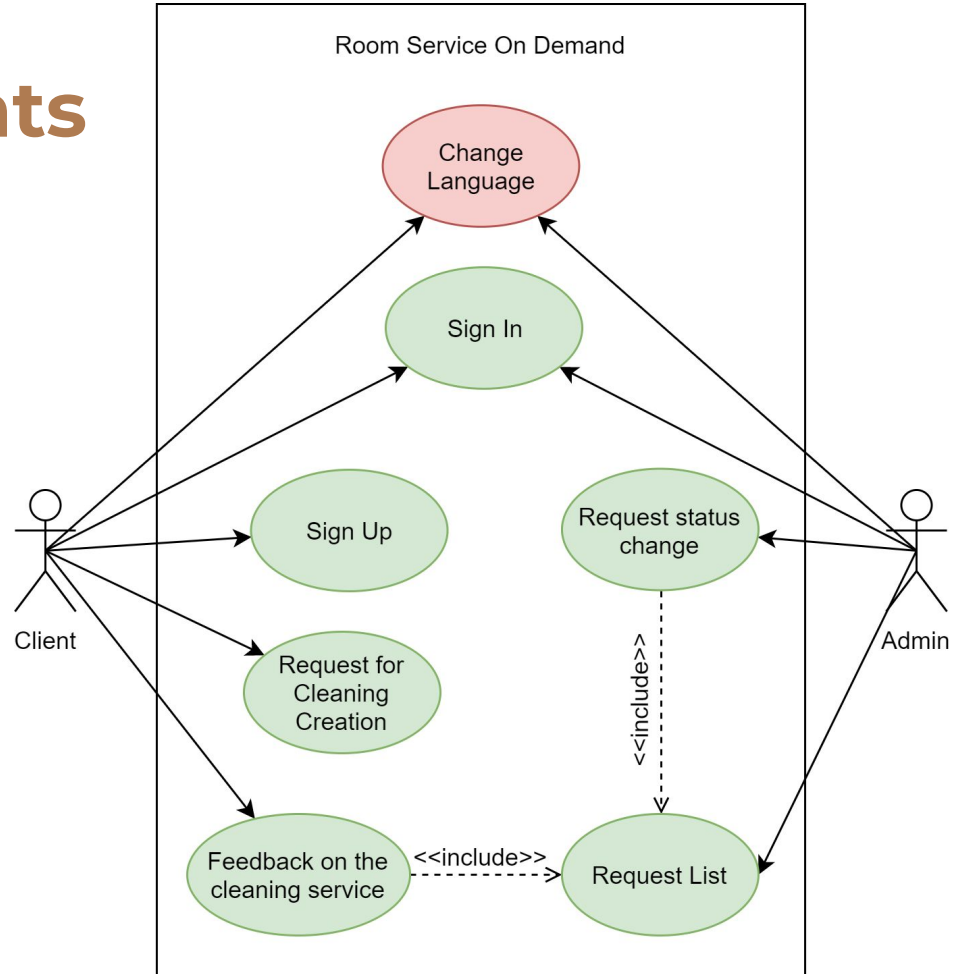 Room Service On Demand
nts
Change
Language
Sign In
Sign Up
Request status
change
Client
Admin
Request for
Cleaning
Creation
<<include>>
Feedback on the
cleaning service
<<include>>
Request List